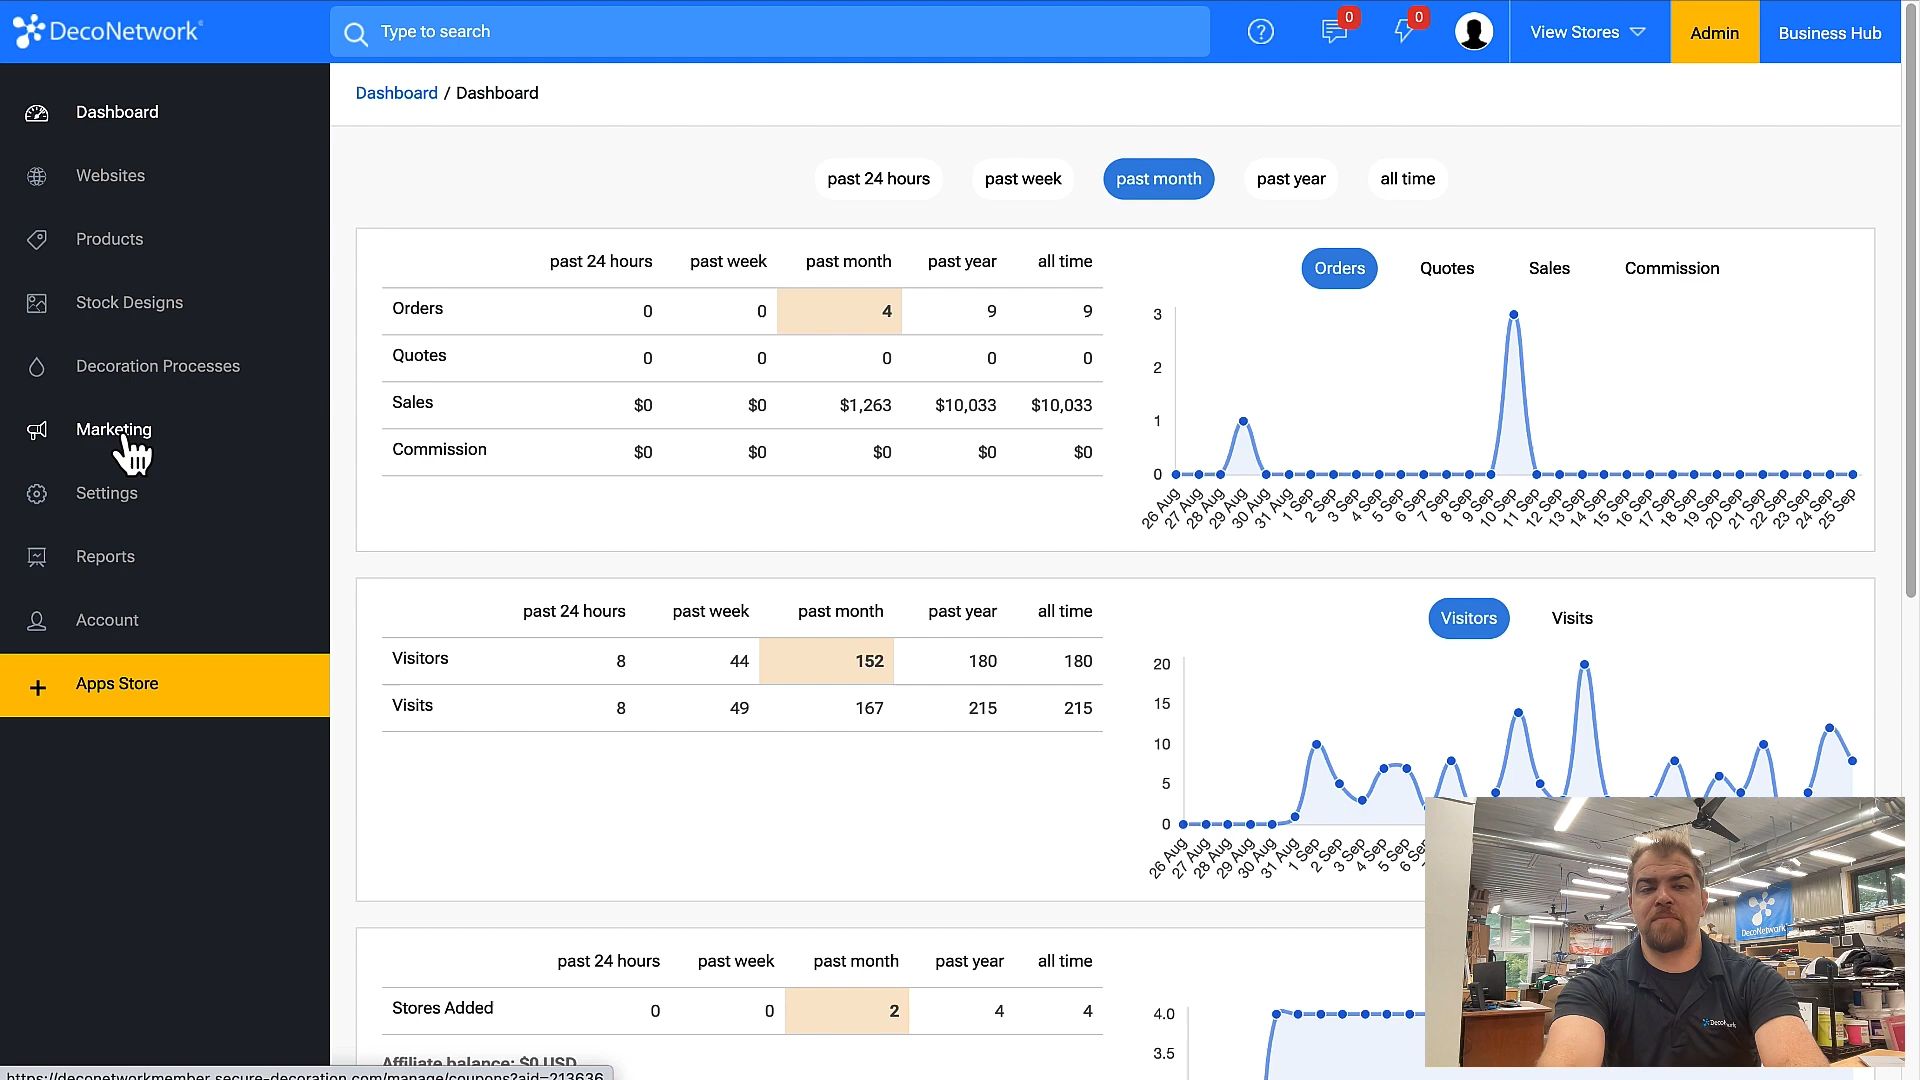 DecoNetwork
Type to search
0
0
View Stores
Admin
Business Hub
Dashboard
Websites
Products
Stock Designs
Decoration Processes
Marketing
Settings
Reports
Account
Apps Store
Dashboard / Dashboard
past 24 hours past week past month past year all time
past 24 hours past week past month past year all time
Orders 0 0 4 9 9
Quotes 0 0 0 0 0
Sales $0 $0 $1,263 $10,033 $10,033
Commission $0 $0 $0 $0 $0
Orders Quotes Sales Commission
3
2
1
0
26 Aug 27 Aug 28 Aug 29 Aug 30 Aug 31 Aug 1 Sep 2 Sep 3 Sep 4 Sep 5 Sep 6 Sep 7 Sep 8 Sep 9 Sep 10 Sep 11 Sep 12 Sep 13 Sep 14 Sep 15 Sep 16 Sep 17 Sep 18 Sep 19 Sep 20 Sep 21 Sep 22 Sep 23 Sep 24 Sep 25 Sep
past 24 hours past week past month past year all time
Visitors 8 44 152 180 180
Visits 8 49 167 215 215
Visitors Visits
20
15
10
5
0
26 Aug 27 Aug 28 Aug 29 Aug 30 Aug 31 Aug 1 Sep 2 Sep 3 Sep 4 Sep 5 Sep
past 24 hours past week past month past year all time
Stores Added 0 0 2 4 4
Affiliate balance: $0 USD
4.0
3.5
DecoNetwork
https://deconetworkmember.secure-decoration.com/manage/coupons?aid=213636